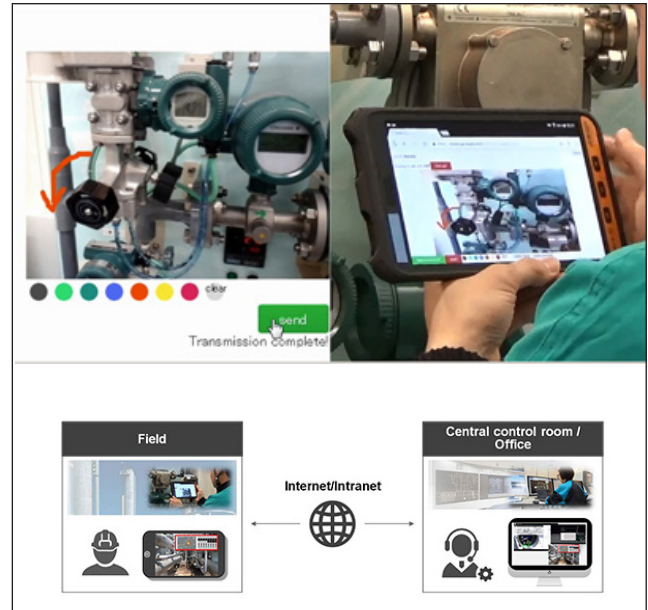 clear
send
Transmission complete!
Field
Internet/Intranet
Central control room /
Office